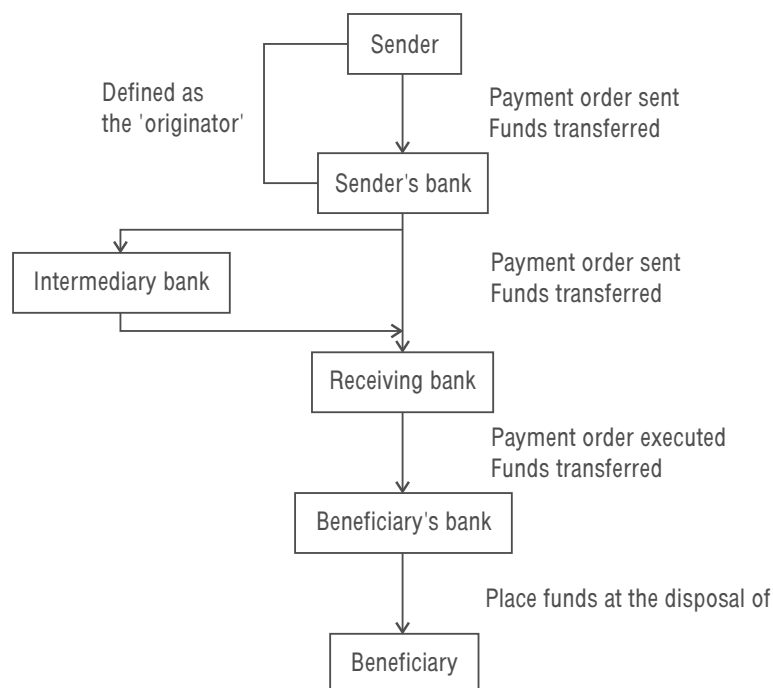 Sender
Defined as
the 'originator'
Payment order sent
Funds transferred
Sender's bank
Intermediary bank
Payment order sent
Funds transferred
Receiving bank
Payment order executed
Funds transferred
Beneficiary's bank
Place funds at the disposal of
Beneficiary